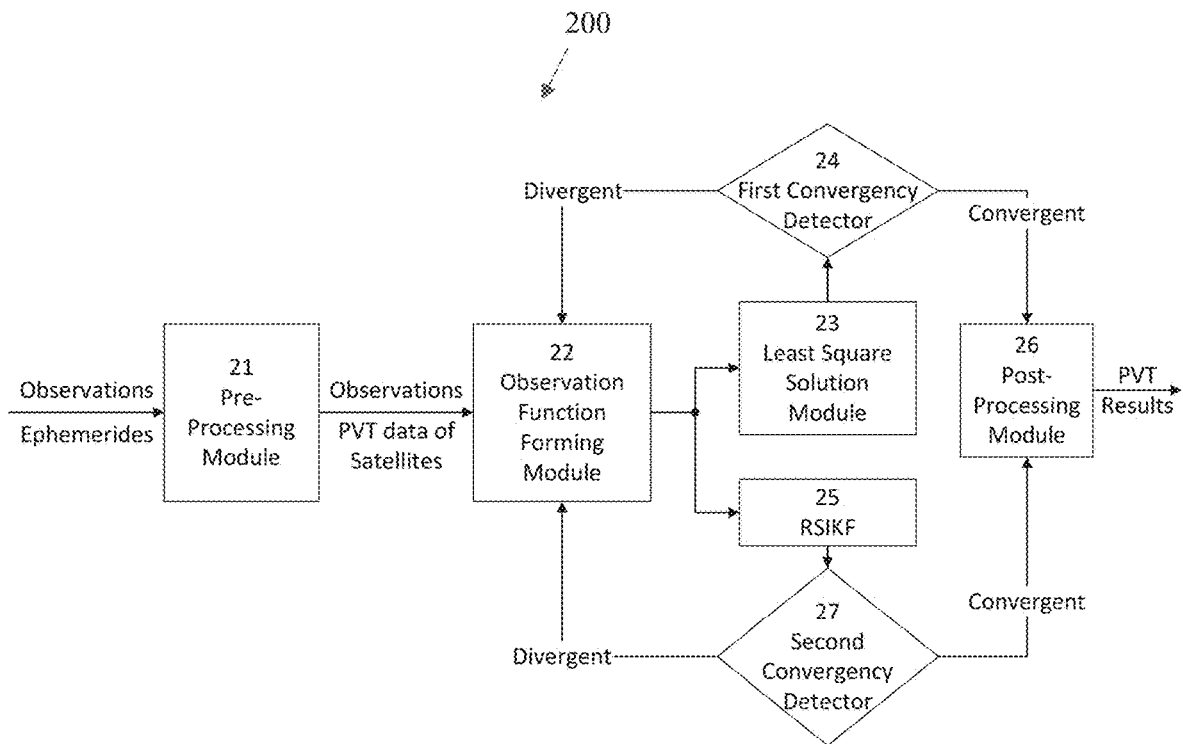 200
24
First Convergency
Detector
Divergent
Convergent
21
Pre-
Processing
Module
Observations
Ephemerides
Observations
PVT data of
Satellites
22
Observation
Function
Forming
Module
23
Least Square
Solution
Module
26
Post-
Processing
Module
PVT
Results
25
RSIKF
27
Second
Convergency
Detector
Divergent
Convergent